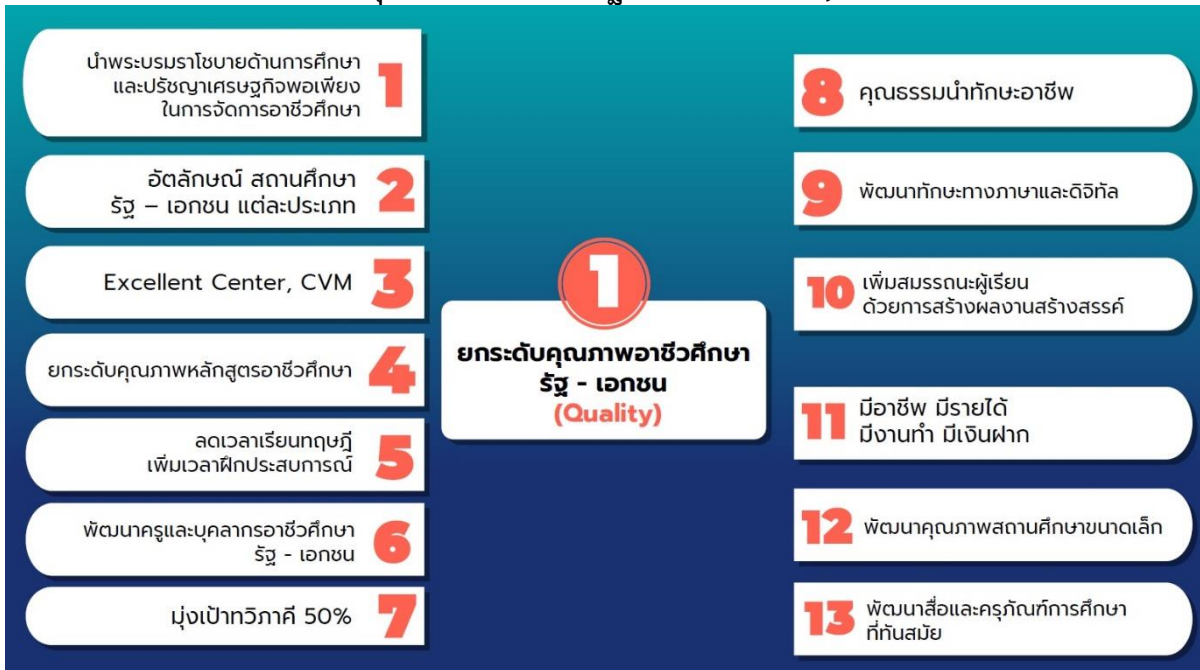 นำพระบรมราโชบายด้านการศึกษา
และปรัชญาเศรษฐกิจพอเพียง
ในการจัดการอาชีวศึกษา
1
อัตลักษณ์ สถานศึกษา
รัฐ – เอกชน แต่ละประเภท
2
Excellent Center, CVM
3
ยกระดับคุณภาพหลักสูตรอาชีวศึกษา
4
ลดเวลาเรียนทฤษฎี
เพิ่มเวลาฝึกประสบการณ์
5
พัฒนาครูและบุคลากรอาชีวศึกษา
รัฐ - เอกชน
6
มุ่งเป้าทวิภาคี 50%
7
1
ยกระดับคุณภาพอาชีวศึกษา
รัฐ - เอกชน
(Quality)
8
คุณธรรมนำทักษะอาชีพ
9
พัฒนาทักษะทางภาษาและดิจิทัล
10
เพิ่มสมรรถนะผู้เรียน
ด้วยการสร้างผลงานสร้างสรรค์
11
มีอาชีพ มีรายได้
มีงานทำ มีเงินฝาก
12
พัฒนาคุณภาพสถานศึกษาขนาดเล็ก
13
พัฒนาสื่อและครุภัณฑ์การศึกษา
ที่ทันสมัย